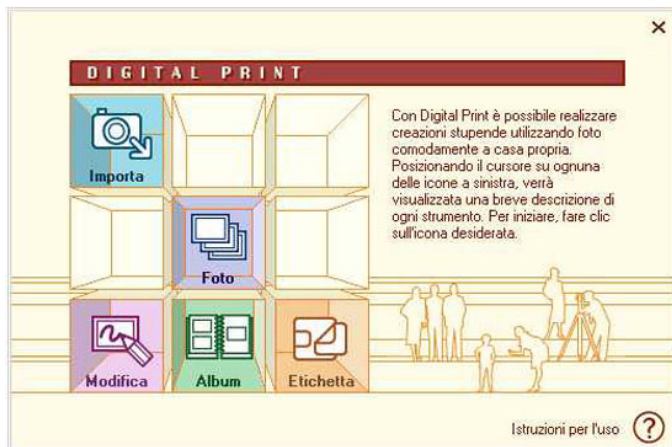 DIGITAL PRINT
Importa
Con Digital Print è possibile realizzare
creazioni stupende utilizzando foto
comodamente a casa propria.
Posizionando il cursore su ognuna
delle icone a sinistra, verrà
visualizzata una breve descrizione di
ogni strumento. Per iniziare, fare clic
sull'icona desiderata.
Foto
Modifica
Album
Etichetta
Istruzioni per l'uso ?